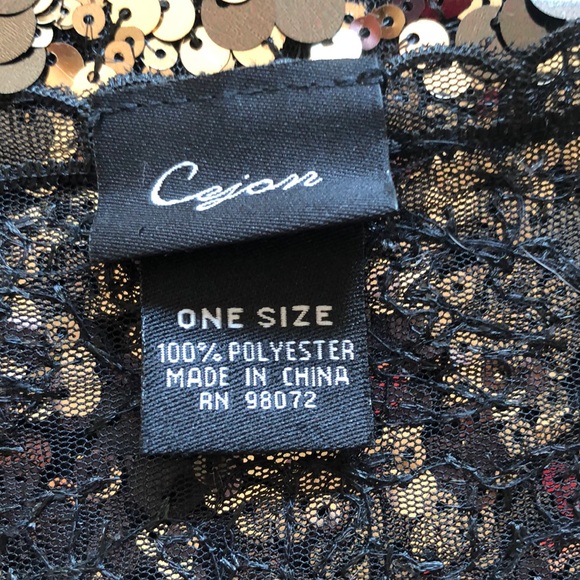 Cejon
ONE SIZE
100% POLYESTER
MADE IN CHINA
RN 98072